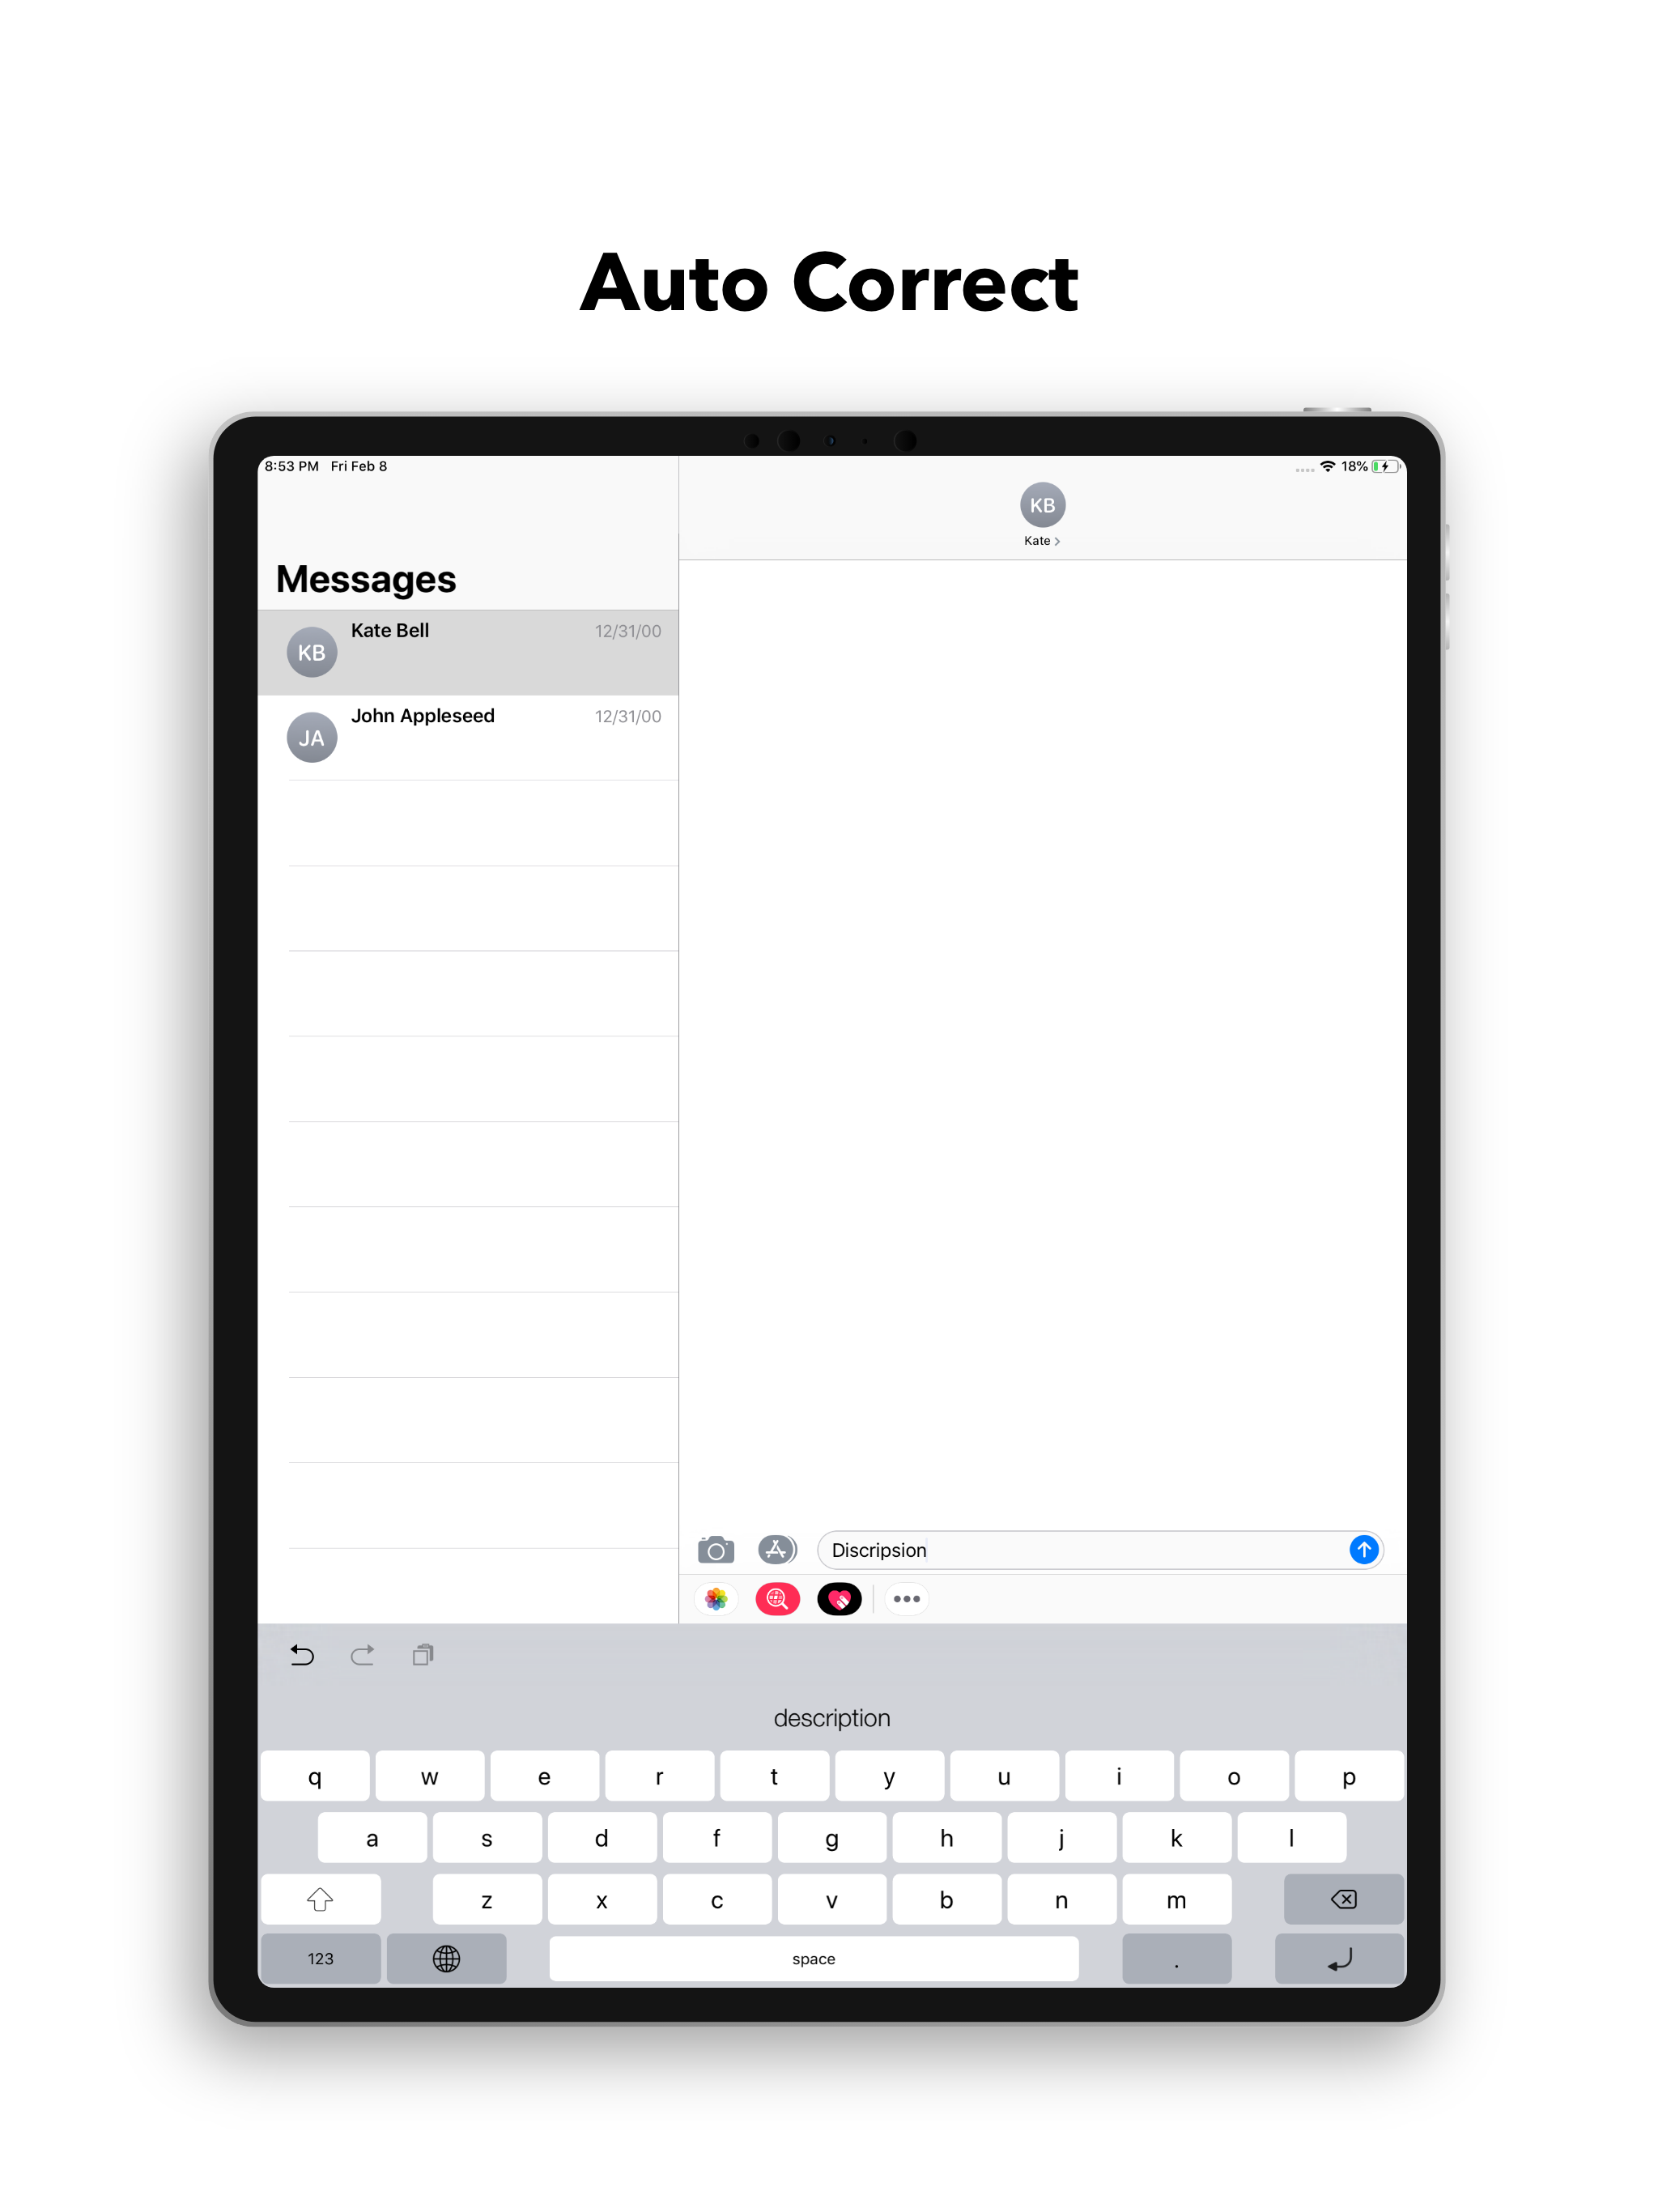 Auto Correct
8:53 PM Fri Feb 8
18%
KB
Kate >
Messages
KB
Kate Bell
12/31/00
JA
John Appleseed
12/31/00
Discripsion
description
q w e r t y u i o p
a s d f g h j k l
z x c v b n m
123 space .